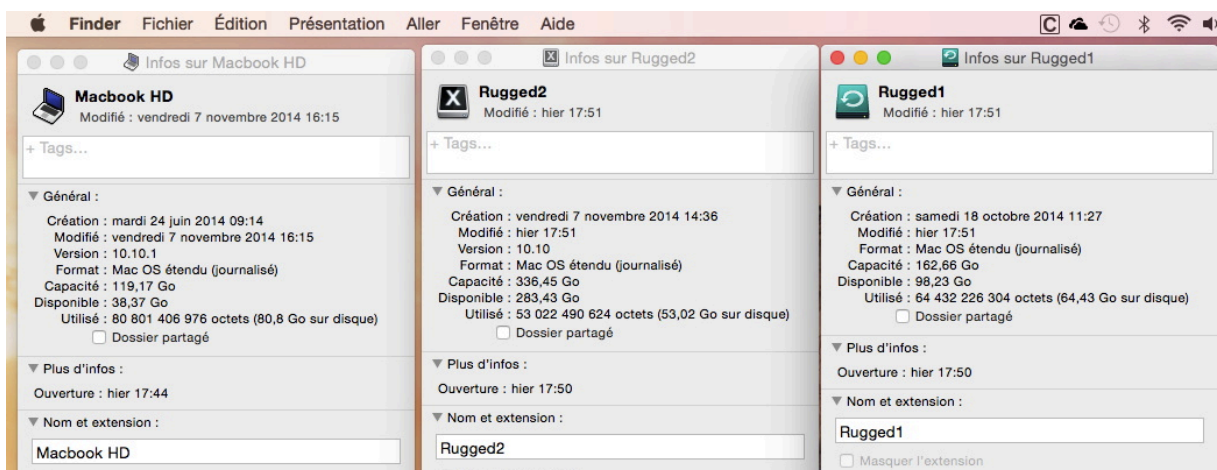 Finder Fichier Édition Présentation Aller Fenêtre Aide
Infos sur Macbook HD
Macbook HD
Modifié : vendredi 7 novembre 2014 16:15
+ Tags...
Général :
Création : mardi 24 juin 2014 09:14
Modifié : vendredi 7 novembre 2014 16:15
Version : 10.10.1
Format : Mac OS étendu (journalisé)
Capacité : 119,17 Go
Disponible : 38,37 Go
Utilisé : 80 801 406 976 octets (80,8 Go sur disque)
Dossier partagé
Plus d'infos :
Ouverture : hier 17:44
Nom et extension :
Macbook HD
Infos sur Rugged2
Rugged2
Modifié : hier 17:51
+ Tags...
Général :
Création : vendredi 7 novembre 2014 14:36
Modifié : hier 17:51
Version : 10.10
Format : Mac OS étendu (journalisé)
Capacité : 336,45 Go
Disponible : 283,43 Go
Utilisé : 53 022 490 624 octets (53,02 Go sur disque)
Dossier partagé
Plus d'infos :
Ouverture : hier 17:50
Nom et extension :
Rugged2
Infos sur Rugged1
Rugged1
Modifié : hier 17:51
+ Tags...
Général :
Création : samedi 18 octobre 2014 11:27
Modifié : hier 17:51
Format : Mac OS étendu (journalisé)
Capacité : 162,66 Go
Disponible : 98,23 Go
Utilisé : 64 432 226 304 octets (64,43 Go sur disque)
Dossier partagé
Plus d'infos :
Ouverture : hier 17:50
Nom et extension :
Rugged1
Masquer l'extension